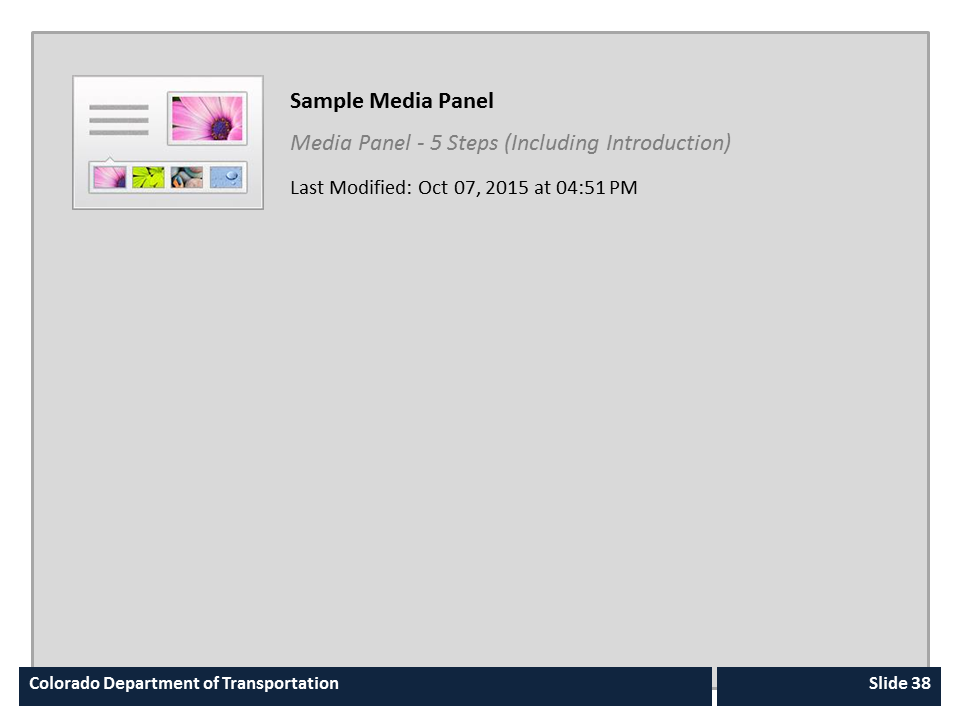 Sample Media Panel
Media Panel - 5 Steps (Including Introduction)
Last Modified: Oct 07, 2015 at 04:51 PM
Colorado Department of Transportation
Slide 38